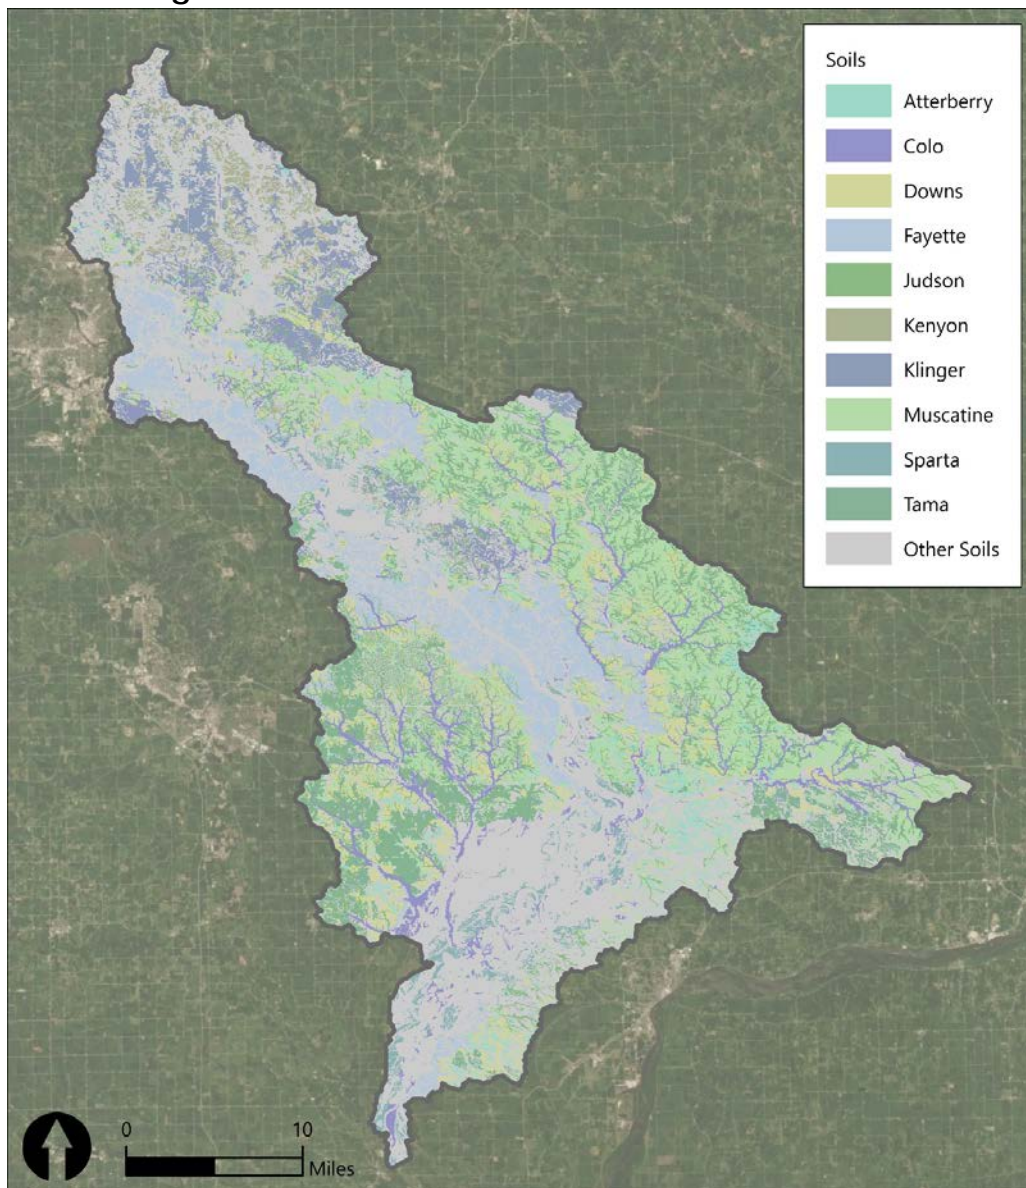 Soils
Atterberry
Colo
Downs
Fayette
Judson
Kenyon
Klinger
Muscatine
Sparta
Tama
Other Soils
0 10
Miles